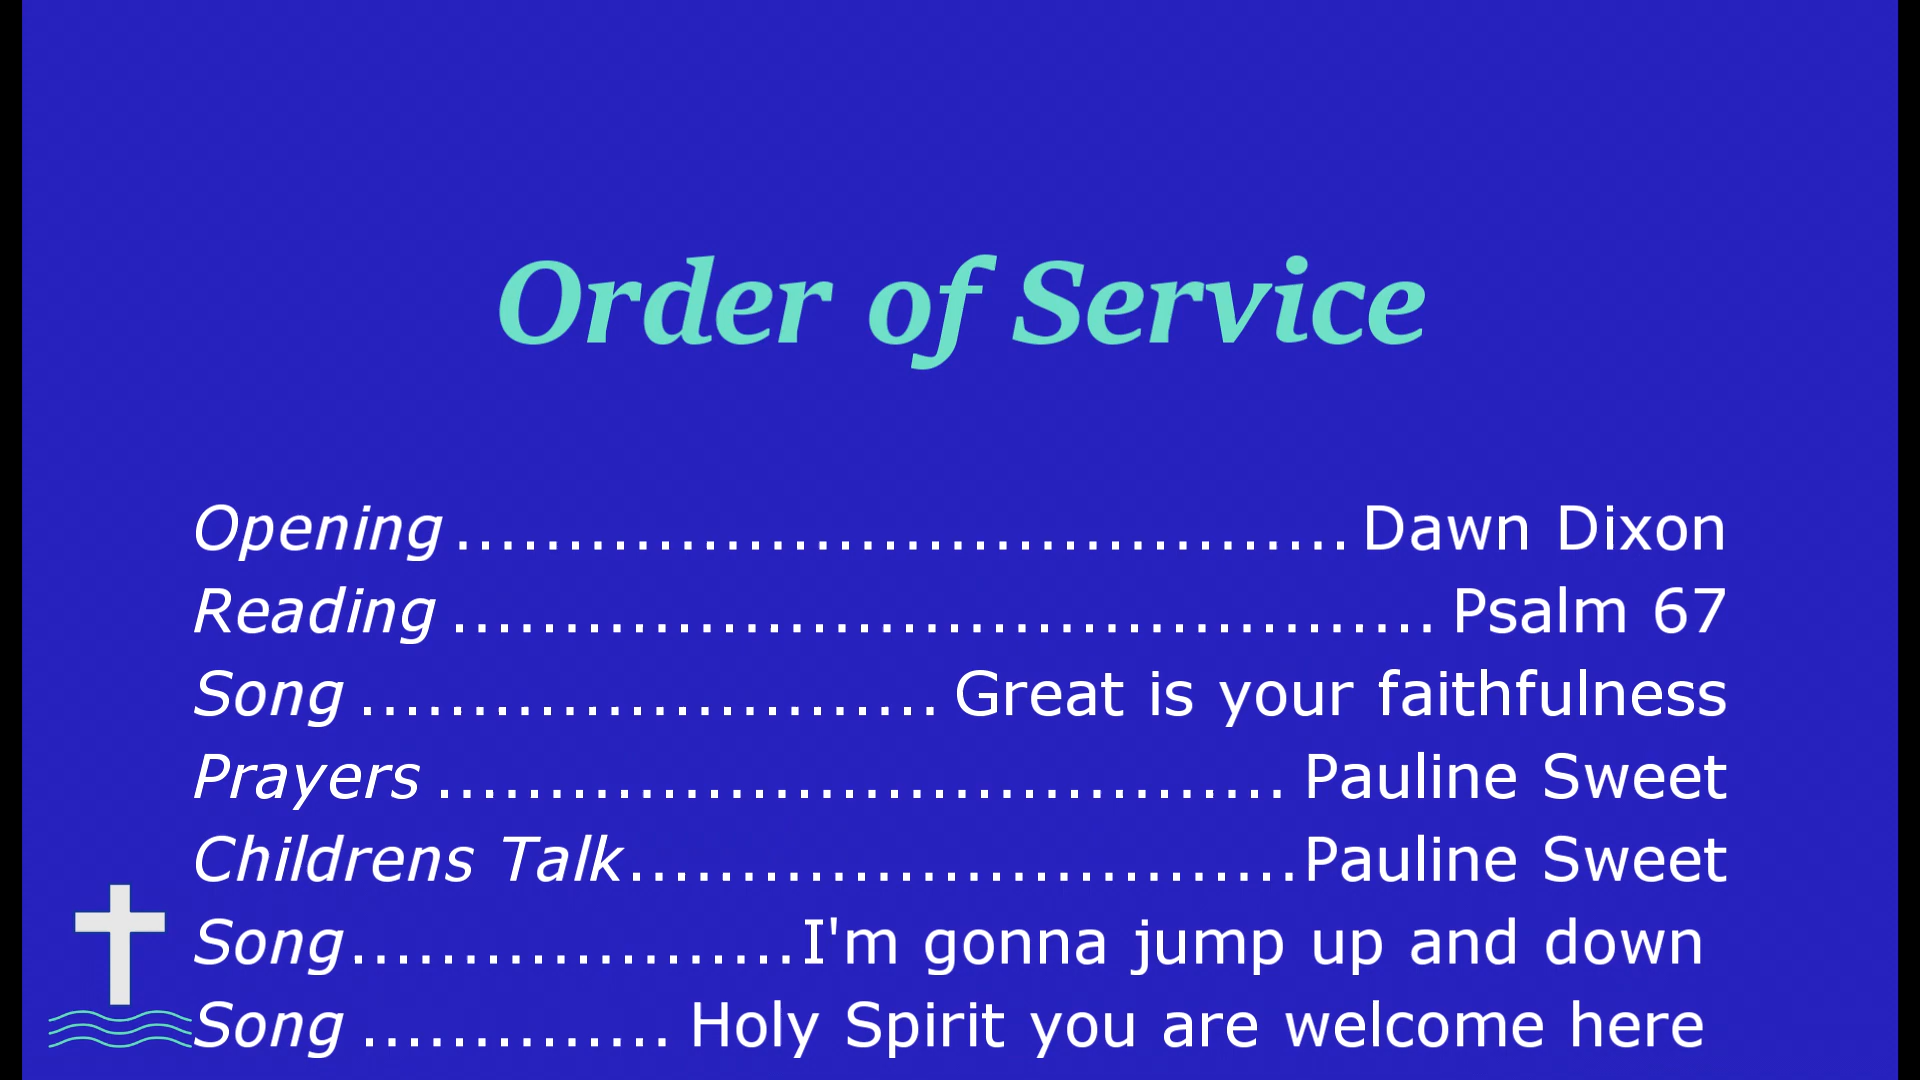 Order of Service
Opening ........................................ Dawn Dixon
Reading ............................................ Psalm 67
Song .......................... Great is your faithfulness
Prayers ...................................... Pauline Sweet
Childrens Talk..............................Pauline Sweet
Song....................I'm gonna jump up and down
Song .............. Holy Spirit you are welcome here